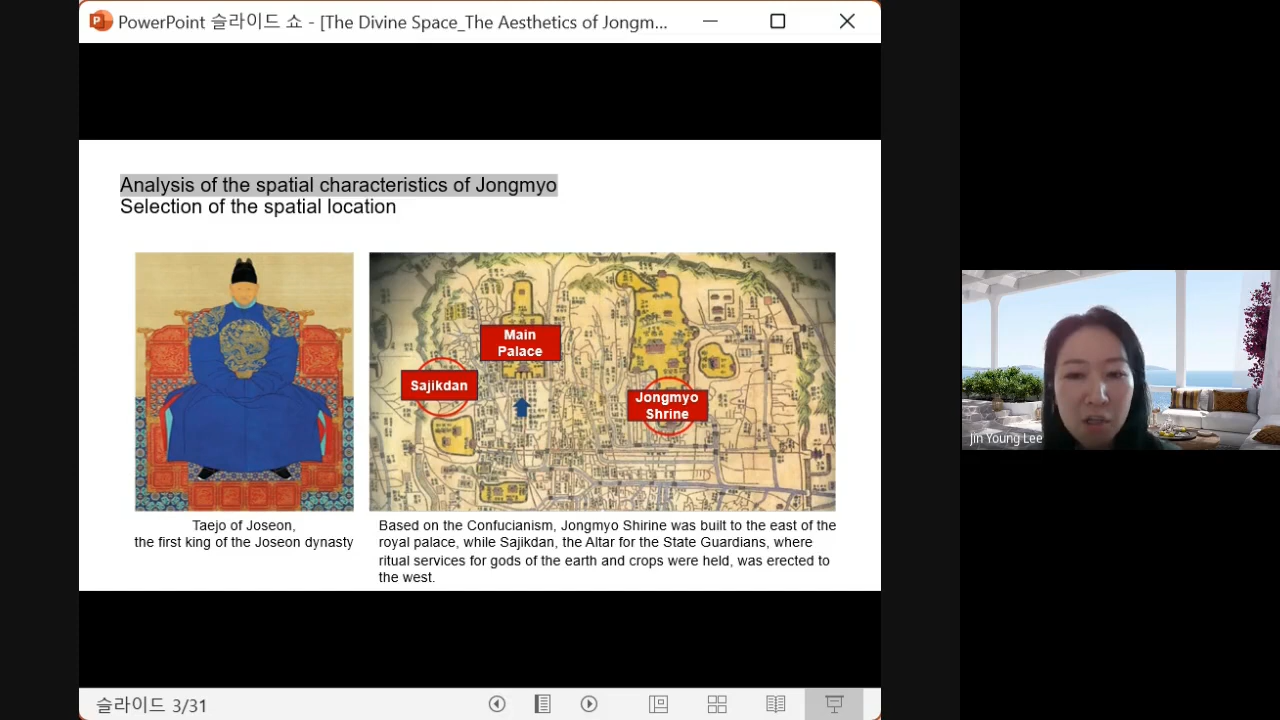 PowerPoint 슬라이드 쇼 - [The Divine Space_The Aesthetics of Jongm...
Analysis of the spatial characteristics of Jongmyo
Selection of the spatial location
Main
Palace
Sajikdan
Jongmyo
Shrine
Taejo of Joseon,
the first king of the Joseon dynasty
Based on the Confucianism, Jongmyo Shirine was built to the east of the
royal palace, while Sajikdan, the Altar for the State Guardians, where
ritual services for gods of the earth and crops were held, was erected to
the west.
Jin Young Lee
슬라이드 3/31